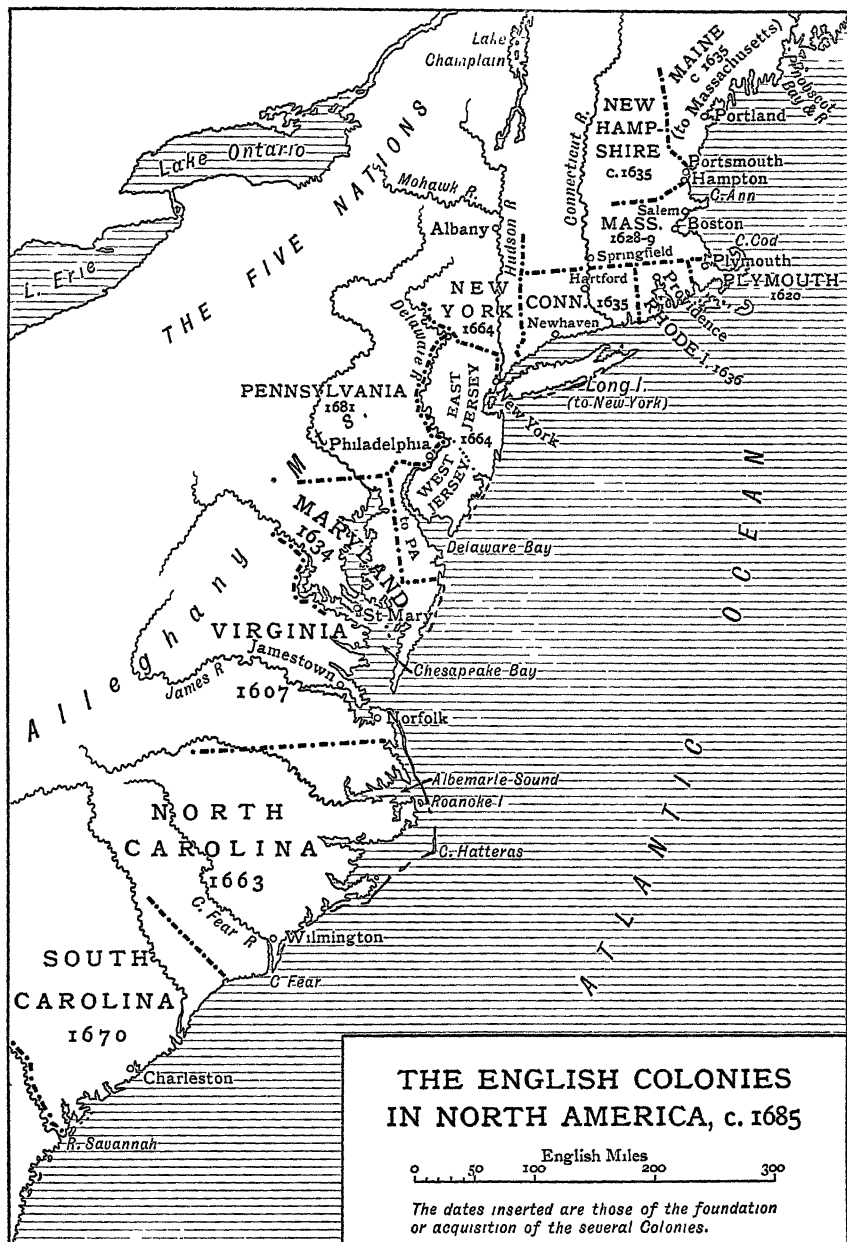 Lake
Champlain
MAINE
c 1635
(to Massachusetts)
Penobscot
Bay & R
NEW
HAMP-
SHIRE
c. 1635
Portland
Lake Ontario
THE FIVE NATIONS
Mohawk R.
Connecticut R.
Portsmouth
Hampton
C. Ann
Salem
MASS.
1628-9
Boston
Albany
Hudson R
C. Cod
L. Erie
Springfield
Plymouth
PLYMOUTH
1620
Hartford
Providence
NEW
YORK
1664
CONN.
1635
Newhaven
RHODE I. 1636
Delaware R.
Long I.
(to New York)
New York
PENNSYLVANIA
1681
S
EAST
JERSEY
1664
WEST
JERSEY
Philadelphia
M
MARYLAND
1634
to PA
Delaware Bay
St Mary
VIRGINIA
Jamestown
Chesapeake Bay
James R
1607
Alleghany
Norfolk
Albemarle Sound
Roanoke I
NORTH
CAROLINA
1663
C. Hatteras
C. Fear R
Wilmington
C Fear
SOUTH
CAROLINA
1670
Charleston
R. Savannah
ATLANTIC OCEAN
THE ENGLISH COLONIES
IN NORTH AMERICA, c. 1685
English Miles
0 50 100 200 300
The dates inserted are those of the foundation
or acquisition of the several Colonies.